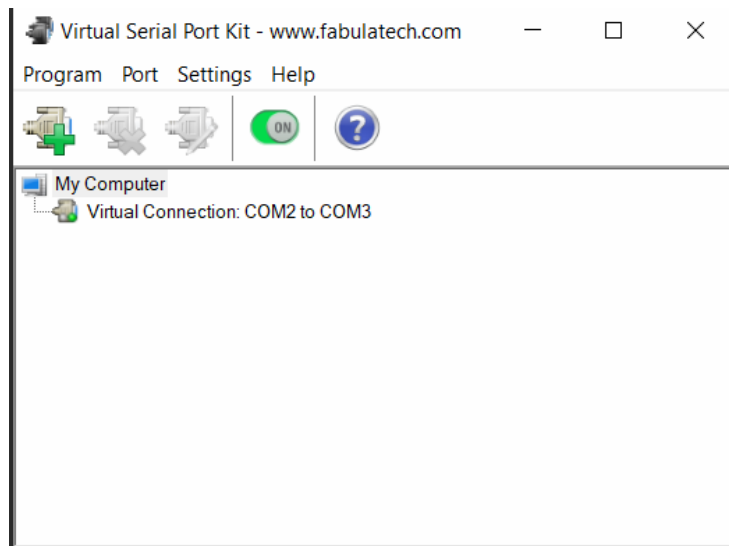 Virtual Serial Port Kit - www.fabulatech.com
Program Port Settings Help
ON ?
My Computer
Virtual Connection: COM2 to COM3